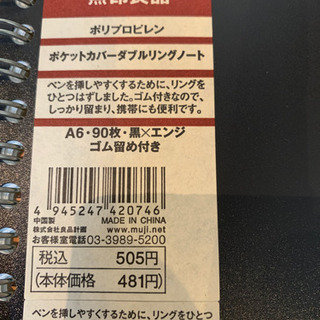 無印良品
ポリプロピレン
ポケットカバーダブルリングノート
ペンを挿しやすくするために、リングを
ひとつはずしました。ゴム付きなので、
しっかり留まり、携帯にも便利です。
A6・90枚・黒×エンジ
ゴム留め付き
4 945247 420746
中国製 MADE IN CHINA
株式会社良品計画 www.muji.net
お客様室電話03-3989-5200
税込 505円
(本体価格 481円)
ペンを挿しやすくするために、リングを